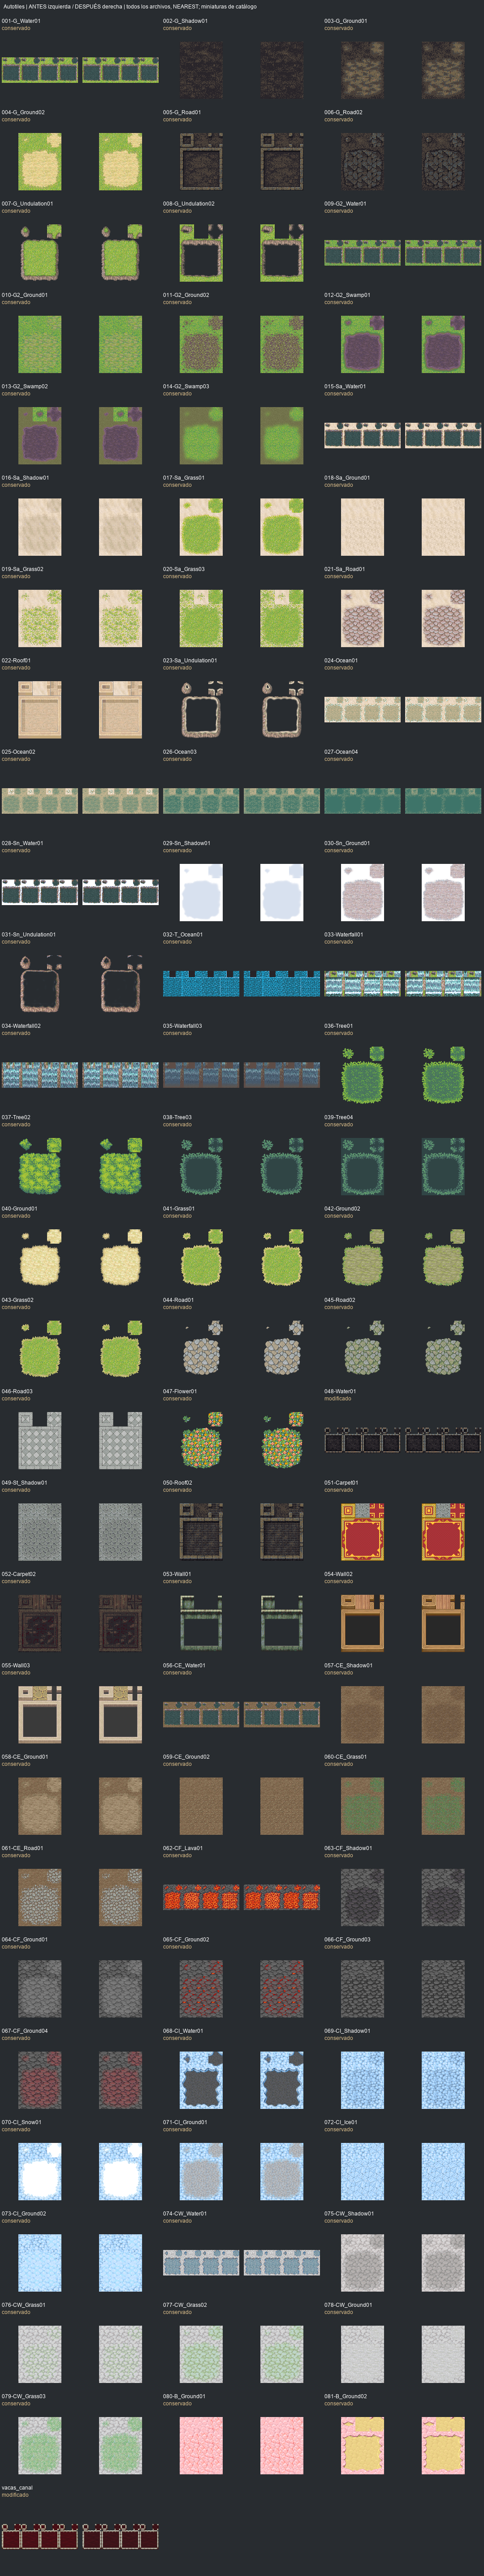 Autotiles | ANTES izquierda / DESPUÉS derecha | todos los archivos, NEAREST; miniaturas de catálogo
001-G_Water01
conservado
002-G_Shadow01
conservado
003-G_Ground01
conservado
004-G_Ground02
conservado
005-G_Road01
conservado
006-G_Road02
conservado
007-G_Undulation01
conservado
008-G_Undulation02
conservado
009-G2_Water01
conservado
010-G2_Ground01
conservado
011-G2_Ground02
conservado
012-G2_Swamp01
conservado
013-G2_Swamp02
conservado
014-G2_Swamp03
conservado
015-Sa_Water01
conservado
016-Sa_Shadow01
conservado
017-Sa_Grass01
conservado
018-Sa_Ground01
conservado
019-Sa_Grass02
conservado
020-Sa_Grass03
conservado
021-Sa_Road01
conservado
022-Roof01
conservado
023-Sa_Undulation01
conservado
024-Ocean01
conservado
025-Ocean02
conservado
026-Ocean03
conservado
027-Ocean04
conservado
028-Sn_Water01
conservado
029-Sn_Shadow01
conservado
030-Sn_Ground01
conservado
031-Sn_Undulation01
conservado
032-T_Ocean01
conservado
033-Waterfall01
conservado
034-Waterfall02
conservado
035-Waterfall03
conservado
036-Tree01
conservado
037-Tree02
conservado
038-Tree03
conservado
039-Tree04
conservado
040-Ground01
conservado
041-Grass01
conservado
042-Ground02
conservado
043-Grass02
conservado
044-Road01
conservado
045-Road02
conservado
046-Road03
conservado
047-Flower01
conservado
048-Water01
modificado
049-St_Shadow01
conservado
050-Roof02
conservado
051-Carpet01
conservado
052-Carpet02
conservado
053-Wall01
conservado
054-Wall02
conservado
055-Wall03
conservado
056-CE_Water01
conservado
057-CE_Shadow01
conservado
058-CE_Ground01
conservado
059-CE_Ground02
conservado
060-CE_Grass01
conservado
061-CE_Road01
conservado
062-CF_Lava01
conservado
063-CF_Shadow01
conservado
064-CF_Ground01
conservado
065-CF_Ground02
conservado
066-CF_Ground03
conservado
067-CF_Ground04
conservado
068-CI_Water01
conservado
069-CI_Shadow01
conservado
070-CI_Snow01
conservado
071-CI_Ground01
conservado
072-CI_Ice01
conservado
073-CI_Ground02
conservado
074-CW_Water01
conservado
075-CW_Shadow01
conservado
076-CW_Grass01
conservado
077-CW_Grass02
conservado
078-CW_Ground01
conservado
079-CW_Grass03
conservado
080-B_Ground01
conservado
081-B_Ground02
conservado
vacas_canal
modificado